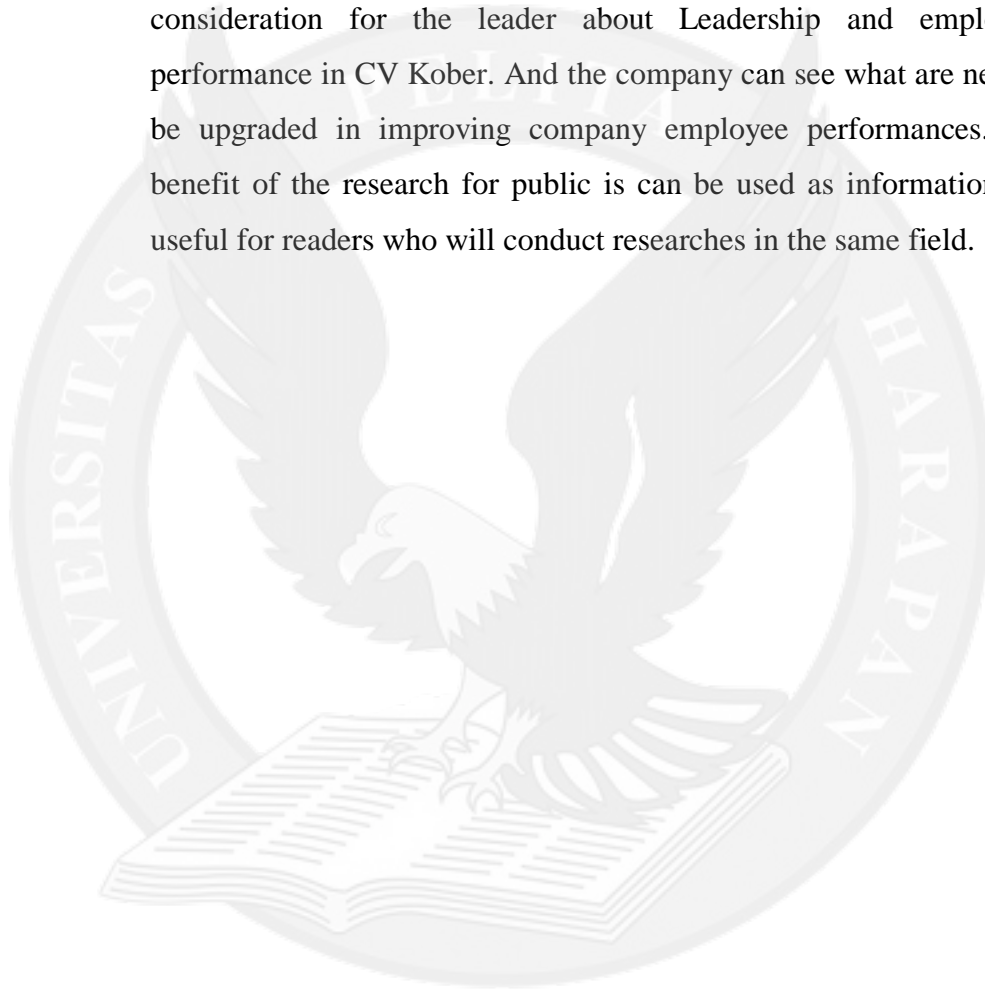 consideration for the leader about Leadership and empl
performance in CV Kober. And the company can see what are ne
be upgraded in improving company employee performances.
benefit of the research for public is can be used as information
useful for readers who will conduct researches in the same field.
UNIVERSITAS PELITA HARAPAN